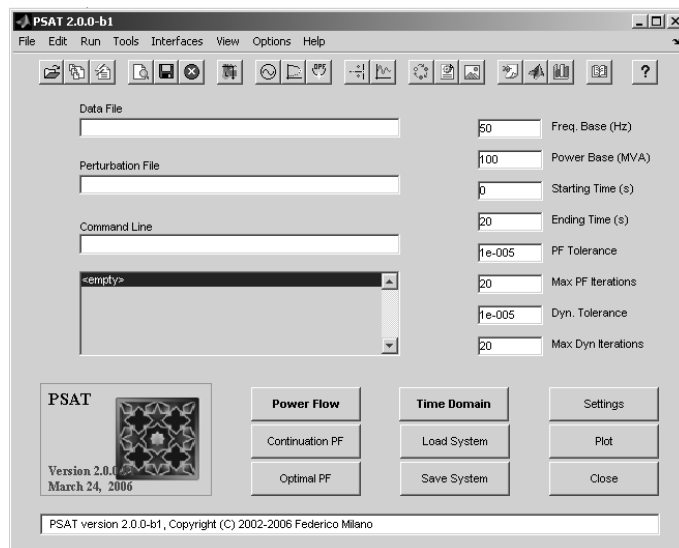 PSAT 2.0.0-b1
File Edit Run Tools Interfaces View Options Help
OPF
?
Data File
50 Freq. Base (Hz)
100 Power Base (MVA)
Perturbation File
0 Starting Time (s)
20 Ending Time (s)
Command Line
1e-005 PF Tolerance
<empty>
20 Max PF Iterations
1e-005 Dyn. Tolerance
20 Max Dyn Iterations
PSAT
Version 2.0.0
March 24, 2006
Power Flow Time Domain Settings
Continuation PF Load System Plot
Optimal PF Save System Close
PSAT version 2.0.0-b1, Copyright (C) 2002-2006 Federico Milano